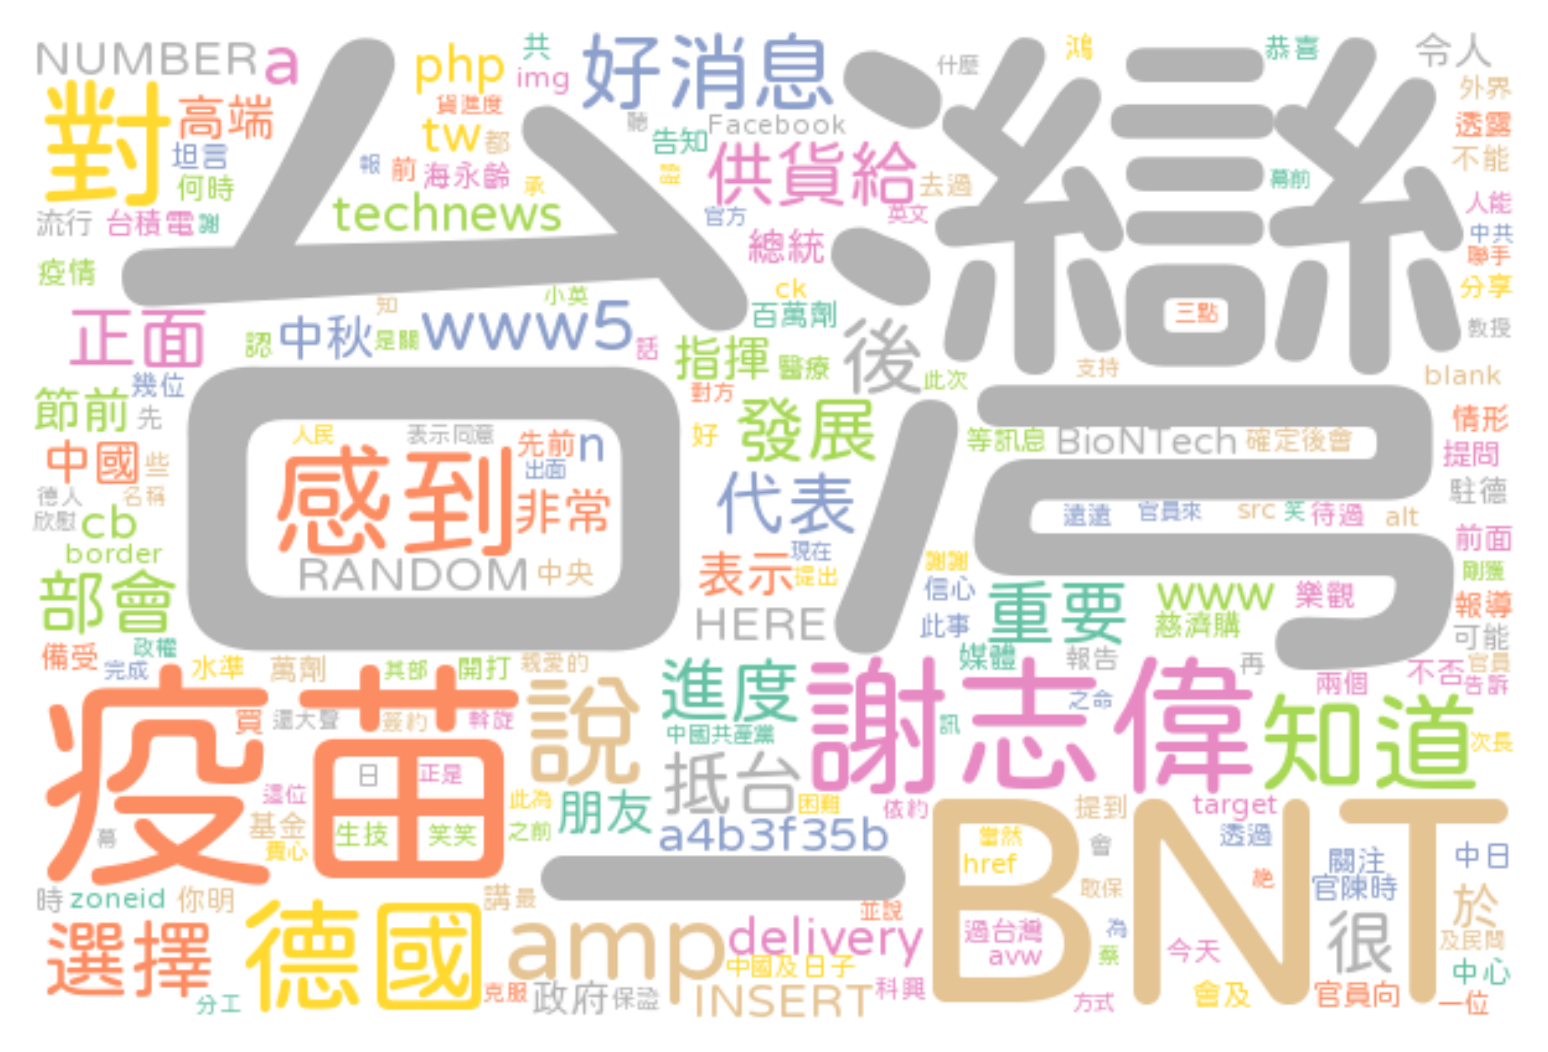 NUMBER
a
php
共
img
好消息
什麼
鴻
恭喜
令人
對
高端
貨進度
tw
都
聽
Facebook
告知
外界
透露
不能
坦言
何時
報
前
海永齡
承
供貨給
去過
幕前
流行
台積電
謝
technews
官方
英文
人能
中共
聯手
台灣
疫情
總統
小英
ck
百萬劑
分享
三點
教授
正面
認
中秋
知
是關
www5
話
指揮
醫療
後
此次
支持
blank
幾位
節前
先
對方
好
發展
情形
中國
些
人民
表示同意
先前
n
出面
等訊息
BioNTech
確定後會
提問
德人
名稱
感到
非常
代表
駐德
欣慰
cb
遠遠
官員來
src
笑
待過
alt
前面
border
RANDOM
中央
表示
現在
提出
謝謝
信心
剛獲
部會
HERE
此事
重要
www
慈濟購
樂觀
報導
可能
備受
政權
完成
水準
萬劑
其部
開打
親愛的
媒體
報告
再
兩個
不否
官員
告訴
疫苗
買
還大聲
簽約
斡旋
說
進度
中國共產黨
謝志偉
訊
之命
知道
次長
日
正是
這位
基金
費心
幕
生技
笑笑
此為
之前
朋友
抵台
困難
a4b3f35b
依約
提到
target
透過
當然
href
會
關注
中日
一
BNT
時
zoneid
你明
講
最
並說
敢保
絶
官陳時
於
選擇
德國
amp
delivery
過台灣
avw
為
蔡
今天
很
及民間
中心
分工
克服
政府
保證
中國及日子
INSERT
科興
方式
會及
官員向
一位